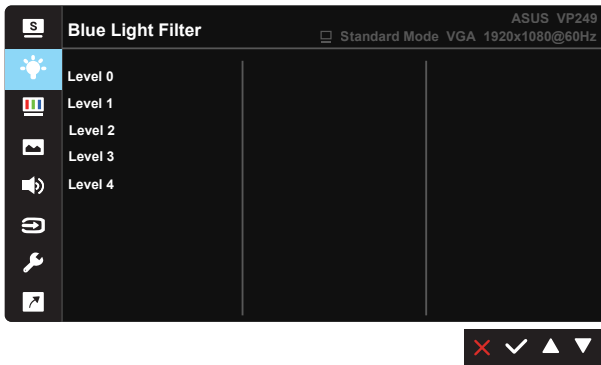 S
Blue Light Filter
ASUS VP249
Standard Mode VGA 1920x1080@60Hz
Level 0
Level 1
Level 2
Level 3
Level 4